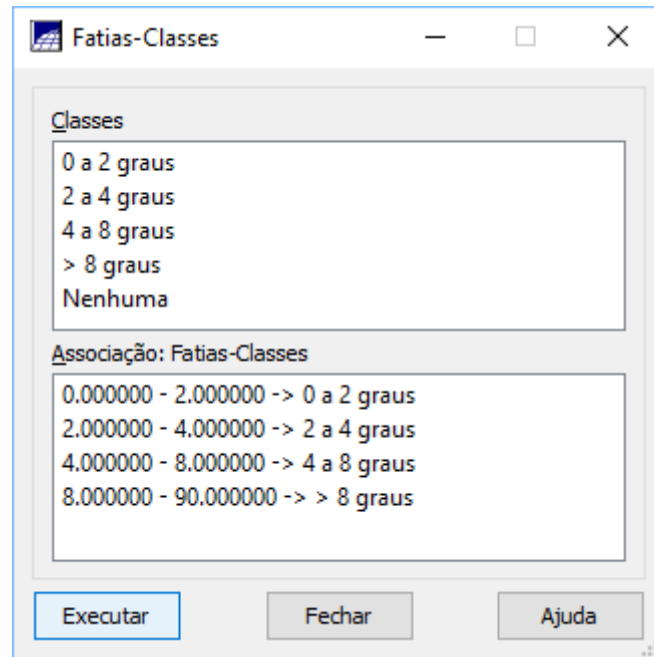 Fatias-Classes
Classes
0 a 2 graus
2 a 4 graus
4 a 8 graus
> 8 graus
Nenhuma
Associação: Fatias-Classes
0.000000 - 2.000000 -> 0 a 2 graus
2.000000 - 4.000000 -> 2 a 4 graus
4.000000 - 8.000000 -> 4 a 8 graus
8.000000 - 90.000000 -> > 8 graus
Executar Fechar Ajuda